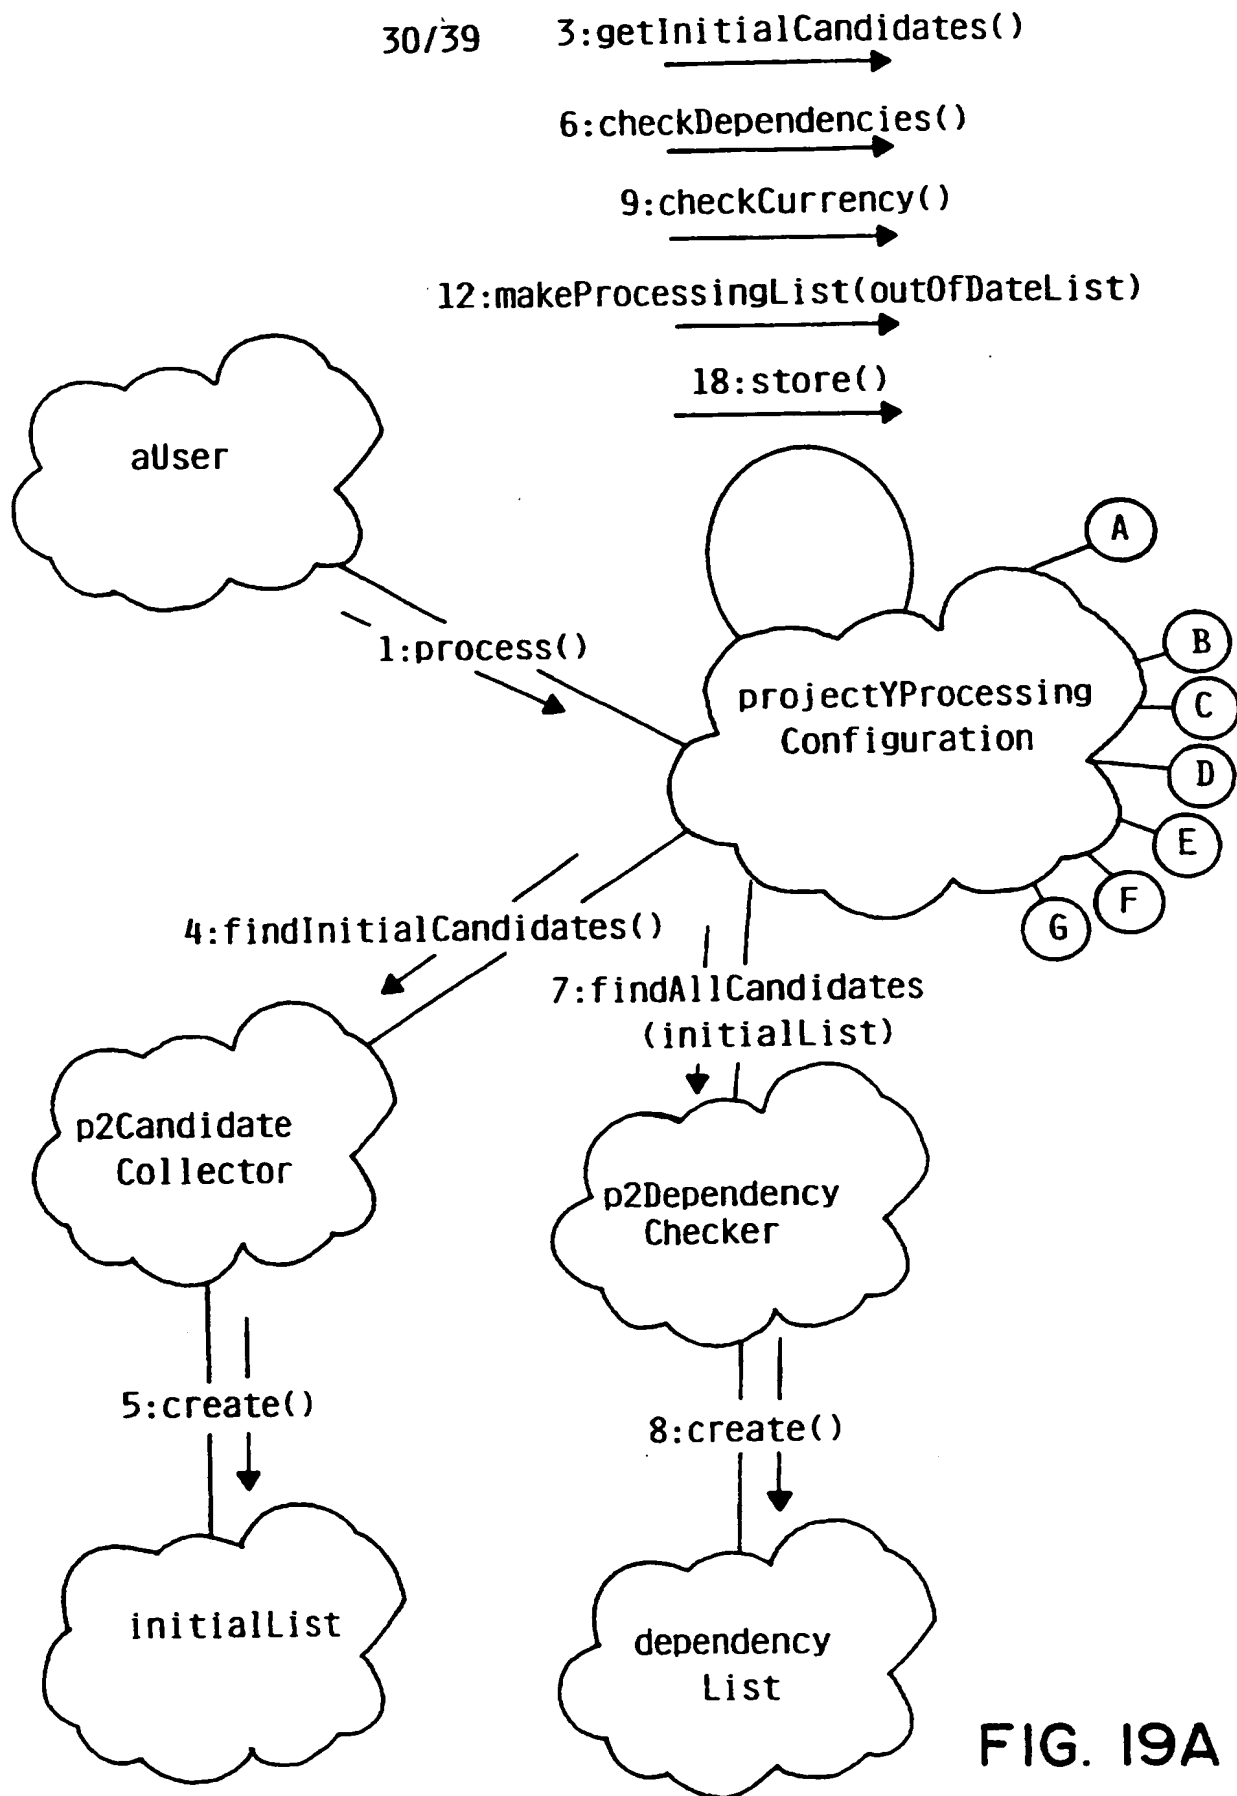 30/39
3:getInitialCandidates()
6:checkDependencies()
9:checkCurrency()
12:makeProcessingList(outOfDateList)
18:store()
aUser
A
1:process()
B
projectYProcessing
Configuration
C
D
E
F
G
4:findInitialCandidates()
7:findAllCandidates
(initialList)
p2Candidate
Collector
p2Dependency
Checker
5:create()
8:create()
initialList
dependency
List
FIG. 19A